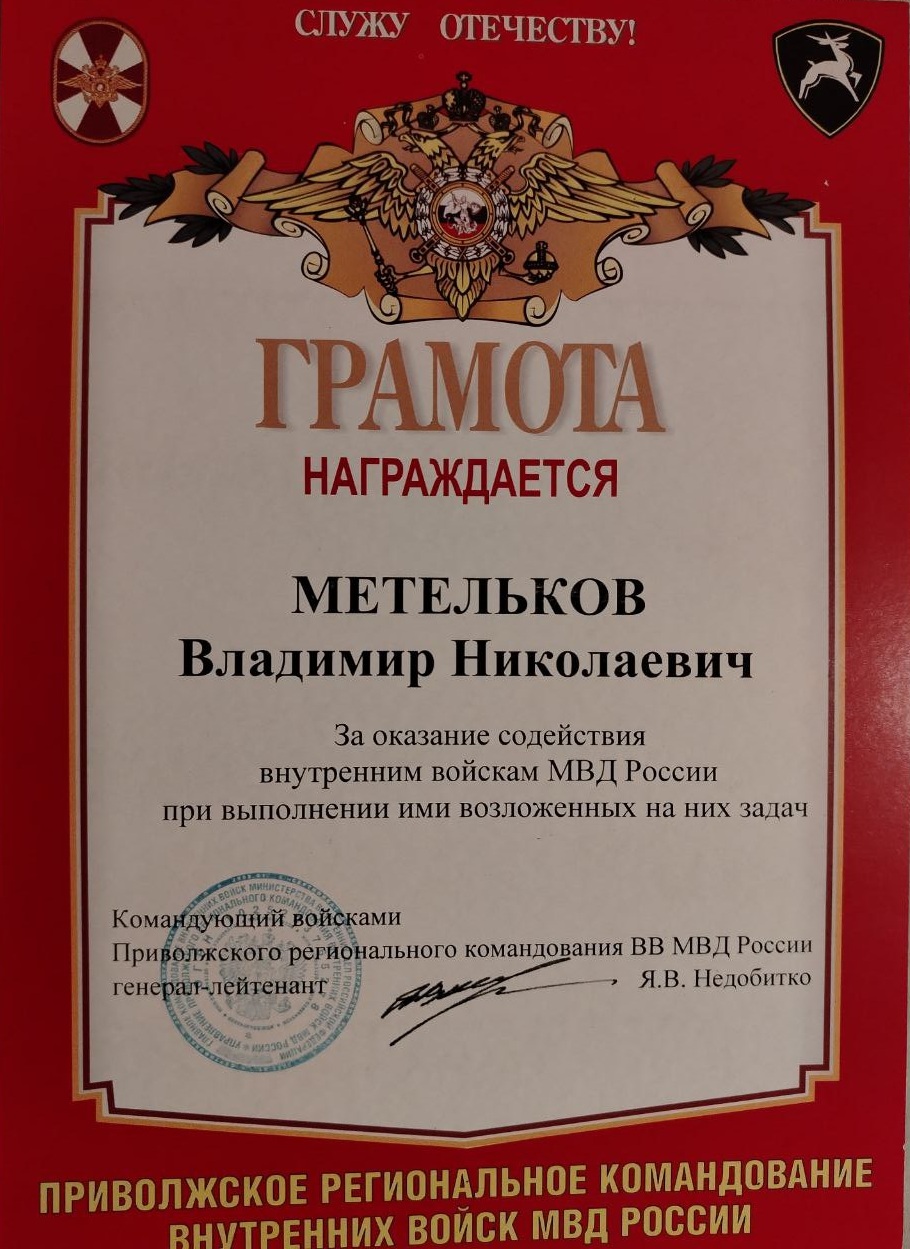 СЛУЖУ ОТЕЧЕСТВУ!
ГРАМОТА
НАГРАЖДАЕТСЯ
МЕТЕЛЬКОВ
Владимир Николаевич
За оказание содействия
внутренним войскам МВД России
при выполнении ими возложенных на них задач
Командующий войсками
Приволжского регионального командования ВВ МВД России
генерал-лейтенант Я.В. Недобитко
ПРИВОЛЖСКОЕ РЕГИОНАЛЬНОЕ КОМАНДОВАНИЕ
ВНУТРЕННИХ ВОЙСК МВД РОССИИ